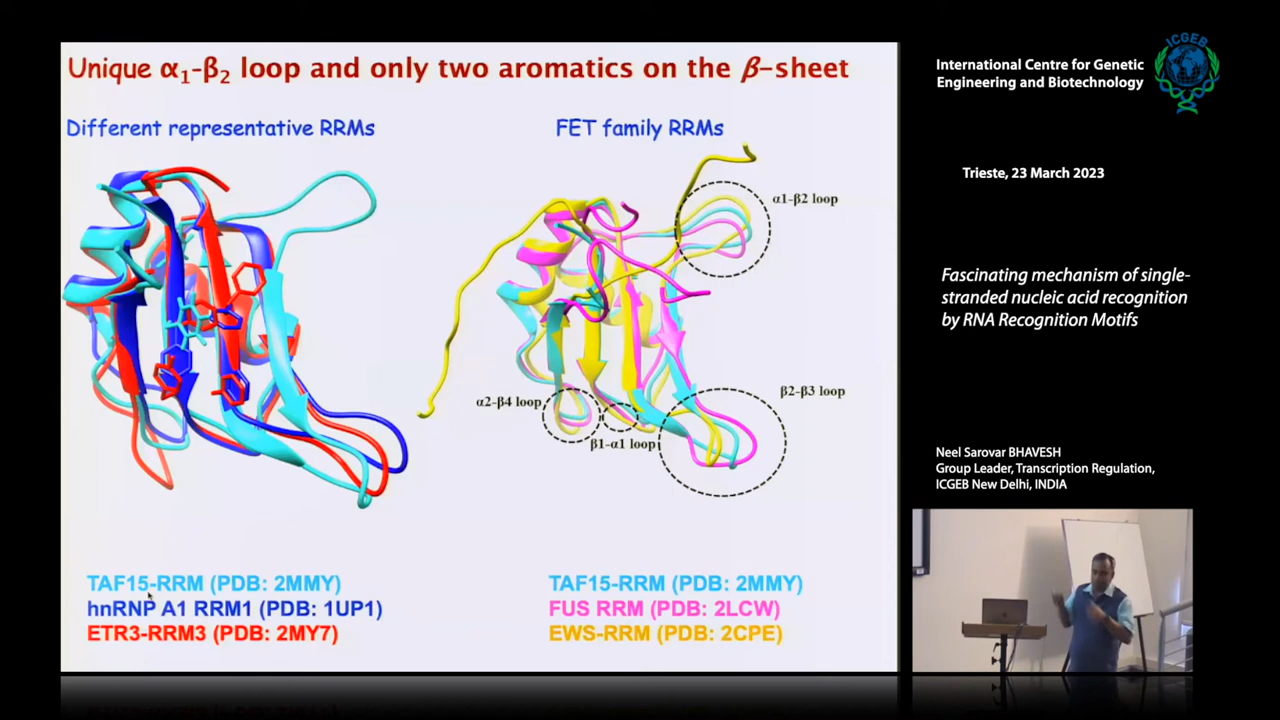 Unique α1-β2 loop and only two aromatics on the β-sheet
Different representative RRMs
FET family RRMs
α1-β2 loop
α2-β4 loop
β1-α1 loop
β2-β3 loop
TAF15-RRM (PDB: 2MMY)
hnRNP A1 RRM1 (PDB: 1UP1)
ETR3-RRM3 (PDB: 2MY7)
TAF15-RRM (PDB: 2MMY)
FUS RRM (PDB: 2LCW)
EWS-RRM (PDB: 2CPE)
International Centre for Genetic
Engineering and Biotechnology
ICGEB
Trieste, 23 March 2023
Fascinating mechanism of single-
stranded nucleic acid recognition
by RNA Recognition Motifs
Neel Sarovar BHAVESH
Group Leader, Transcription Regulation,
ICGEB New Delhi, INDIA